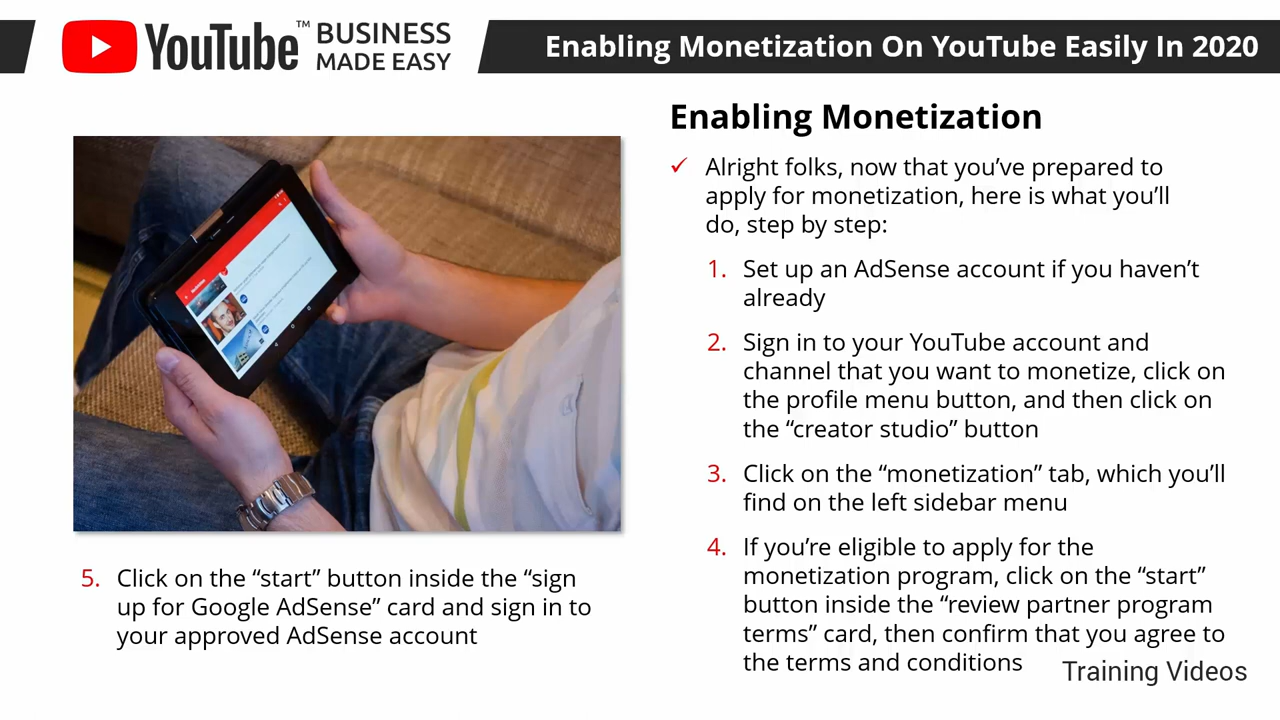 YouTube™ BUSINESS
MADE EASY
Enabling Monetization On YouTube Easily In 2020
Enabling Monetization
✓ Alright folks, now that you’ve prepared to
apply for monetization, here is what you’ll
do, step by step:
1. Set up an AdSense account if you haven’t
already
2. Sign in to your YouTube account and
channel that you want to monetize, click on
the profile menu button, and then click on
the “creator studio” button
3. Click on the “monetization” tab, which you’ll
find on the left sidebar menu
4. If you’re eligible to apply for the
monetization program, click on the “start”
button inside the “review partner program
terms” card, then confirm that you agree to
the terms and conditions
5. Click on the “start” button inside the “sign
up for Google AdSense” card and sign in to
your approved AdSense account
Training Videos